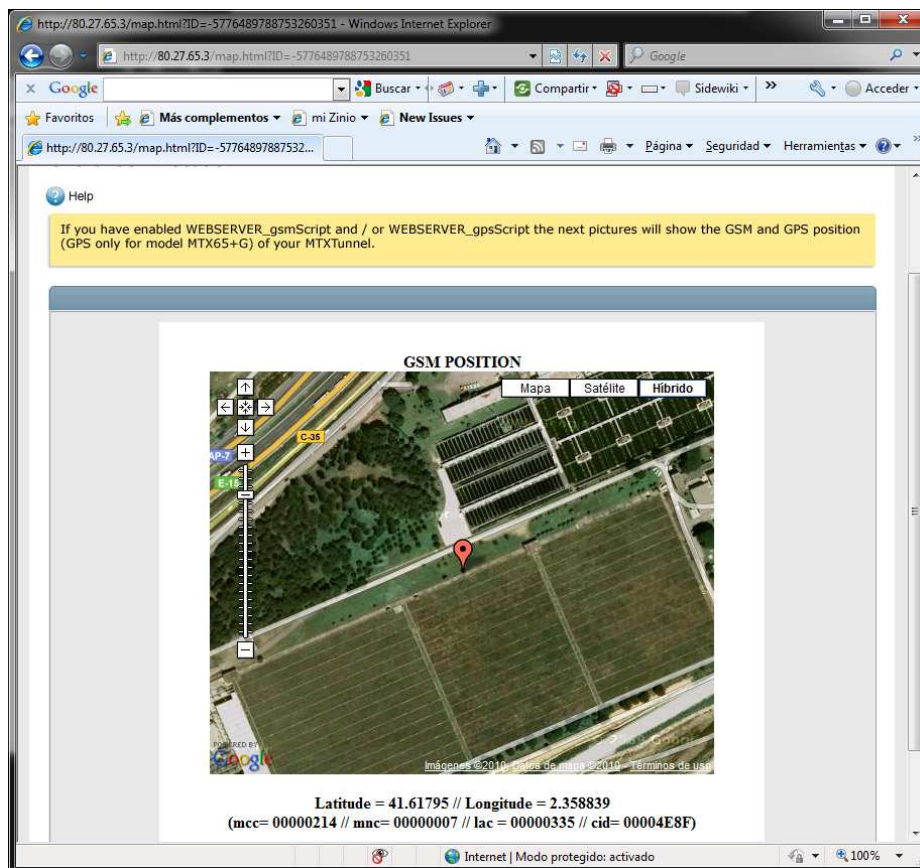 http://80.27.65.3/map.html?ID=-5776489788753260351 - Windows Internet Explorer
http://80.27.65.3/map.html?ID=-5776489788753260351
Google
x Google Buscar Compartir Sidewiki » Acceder
Favoritos Más complementos mi Zinio New Issues
http://80.27.65.3/map.html?ID=-57764897887532... Página Seguridad Herramientas »
Help
If you have enabled WEBSERVER_gsmScript and / or WEBSERVER_gpsScript the next pictures will show the GSM and GPS position
(GPS only for model MTX65+G) of your MTXTunnel.
GSM POSITION
Mapa Satélite Híbrido
C-35
AP-7
E-15
POWERED BY
Google
Imágenes ©2010, Datos de mapa ©2010 - Términos de uso
Latitude = 41.61795 // Longitude = 2.358839
(mcc= 00000214 // mnc= 00000007 // lac = 00000335 // cid= 00004E8F)
Internet | Modo protegido: activado 100%